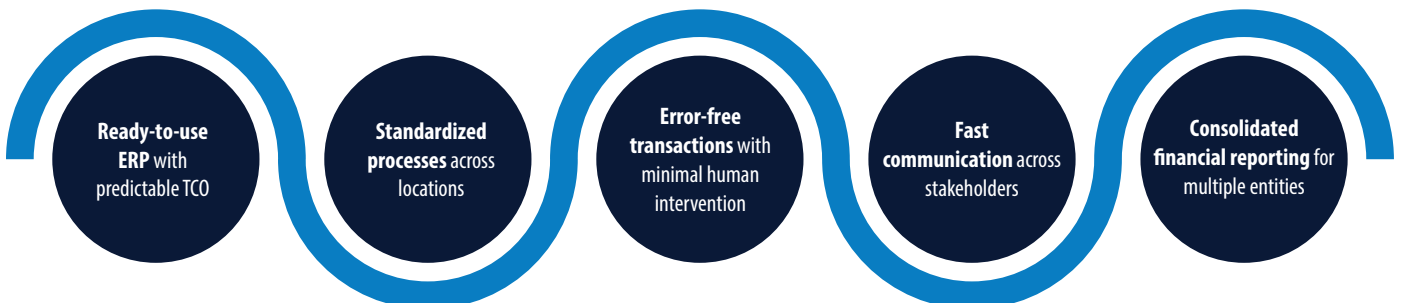 Ready-to-use
ERP with
predictable TCO
Standardized
processes across
locations
Error-free
transactions with
minimal human
intervention
Fast
communication across
stakeholders
Consolidated
financial reporting for
multiple entities